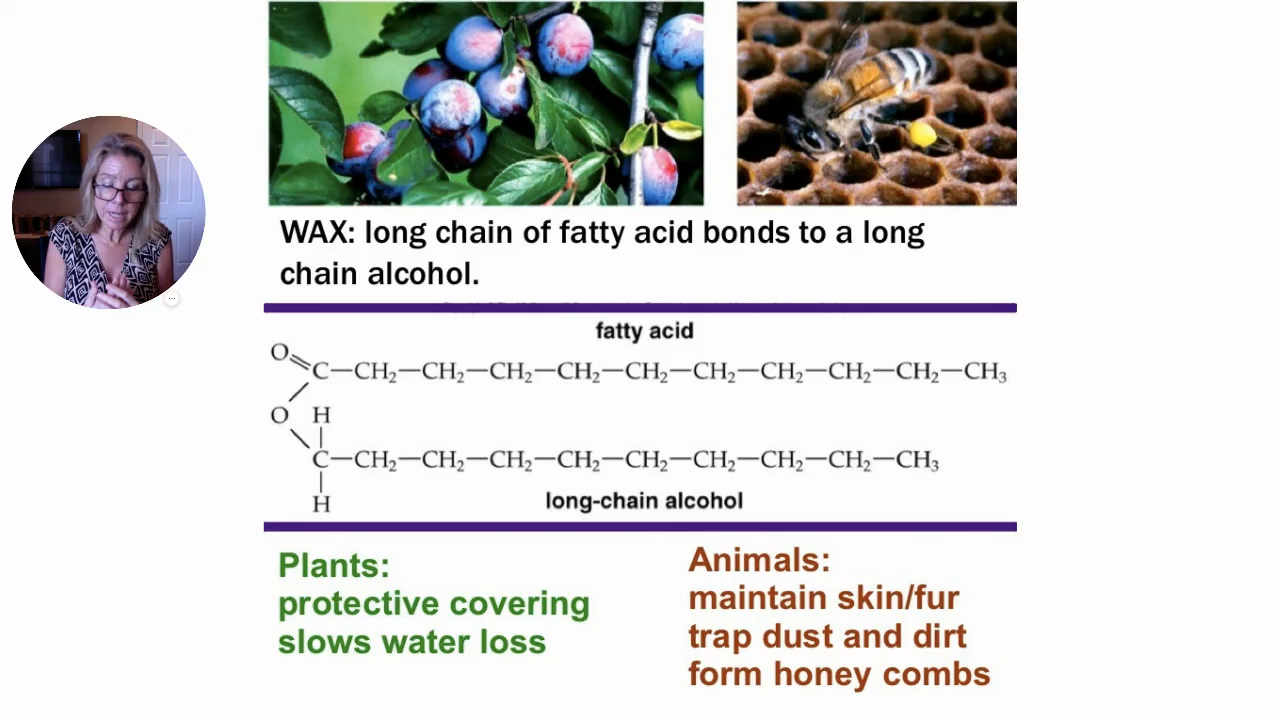 WAX: long chain of fatty acid bonds to a long
chain alcohol.
fatty acid
O
C—CH₂—CH₂—CH₂—CH₂—CH₂—CH₂—CH₂—CH₂—CH₂—CH₃
O H
C—CH₂—CH₂—CH₂—CH₂—CH₂—CH₂—CH₂—CH₂—CH₃
H
long-chain alcohol
Plants:
protective covering
slows water loss
Animals:
maintain skin/fur
trap dust and dirt
form honey combs